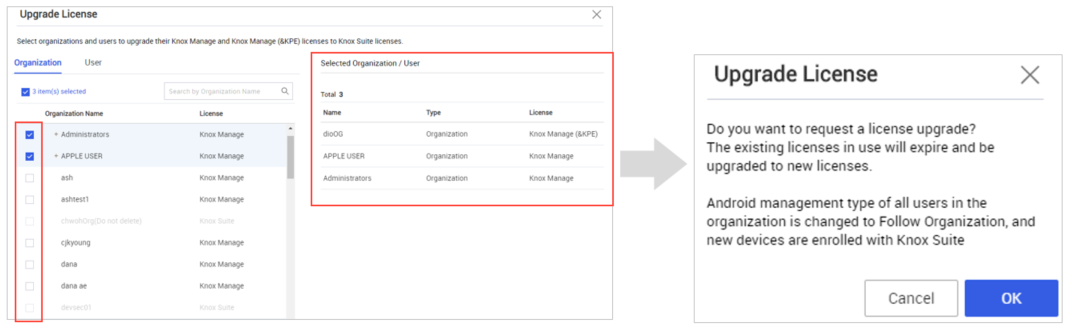 Upgrade License
Select organizations and users to upgrade their Knox Manage and Knox Manage (&KPE) licenses to Knox Suite licenses.
Organization User
3 item(s) selected
Search by Organization Name
Organization Name License
+ Administrators Knox Manage
+ APPLE USER Knox Manage
ash Knox Manage
ashtest1 Knox Manage
chwohOrg(Do not delete) Knox Suite
cjkyoung Knox Manage
dana Knox Manage
dana ae Knox Manage
devsec01 Knox Suite
Selected Organization / User
Total 3
Name Type License
dioOG Organization Knox Manage (&KPE)
APPLE USER Organization Knox Manage
Administrators Organization Knox Manage
Upgrade License
Do you want to request a license upgrade?
The existing licenses in use will expire and be
upgraded to new licenses.
Android management type of all users in the
organization is changed to Follow Organization, and
new devices are enrolled with Knox Suite
Cancel OK